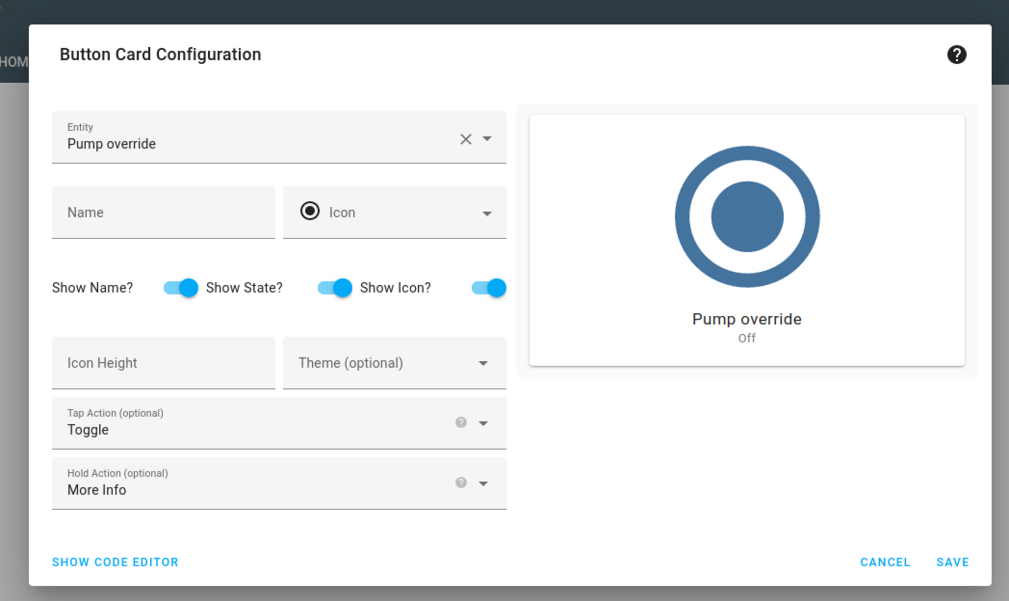 HOM
Button Card Configuration
Entity
Pump override
Name
Icon
Show Name?
Show State?
Show Icon?
Icon Height
Theme (optional)
Tap Action (optional)
Toggle
Hold Action (optional)
More Info
Pump override
Off
SHOW CODE EDITOR
CANCEL
SAVE